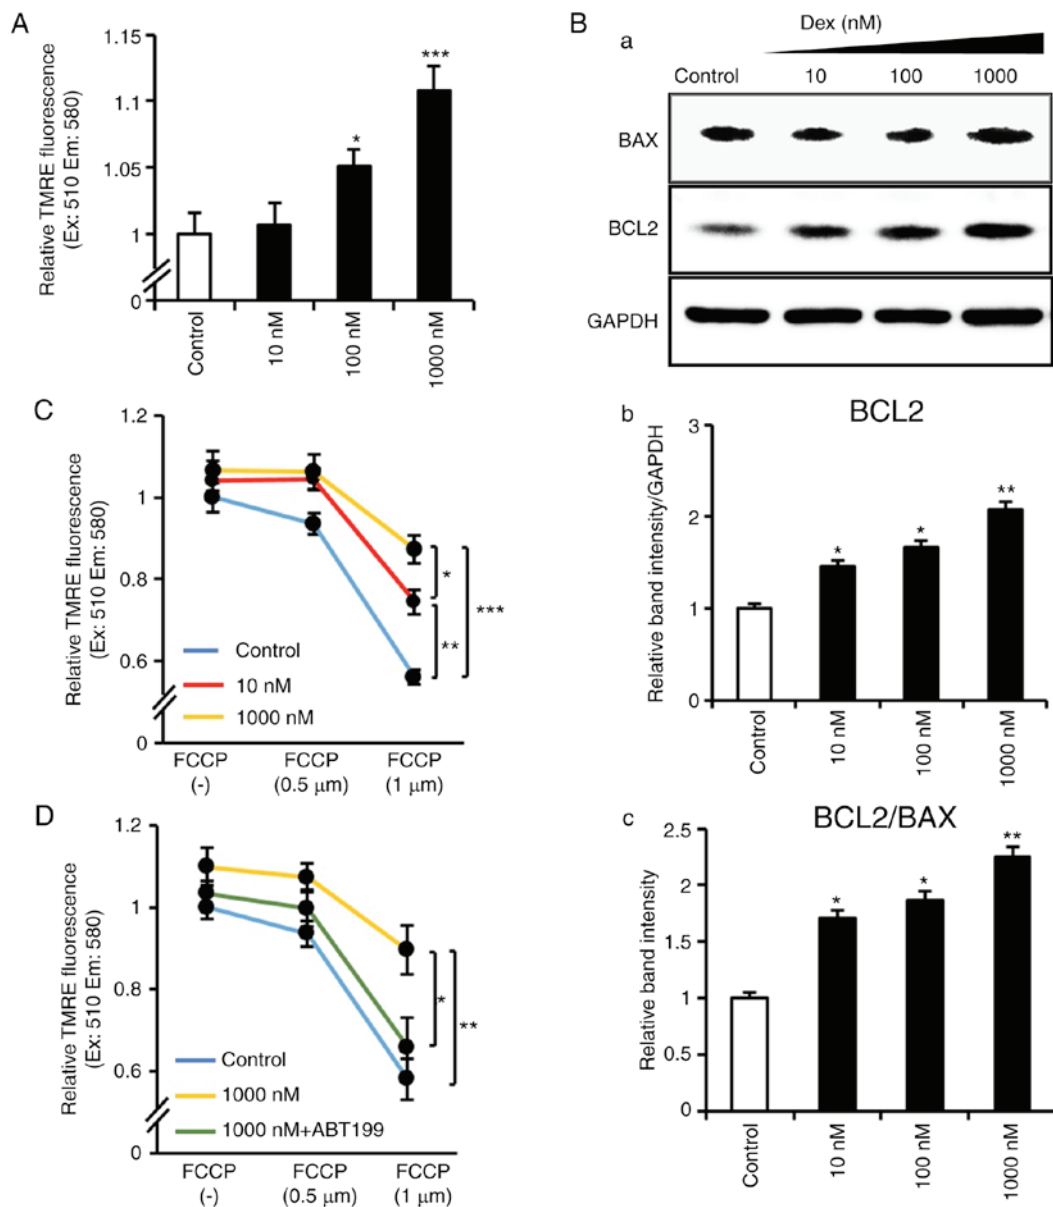 A
Relative TMRE fluorescence
(Ex: 510 Em: 580)
1.15
1.1
1.05
1
0
*
***
Control
10 nM
100 nM
1000 nM
B
a
Dex (nM)
Control
10
100
1000
BAX
BCL2
GAPDH
C
Relative TMRE fluorescence
(Ex: 510 Em: 580)
1.2
1
0.8
0.6
0
Control
10 nM
1000 nM
*
**
***
FCCP
(-)
FCCP
(0.5 μm)
FCCP
(1 μm)
b
BCL2
Relative band intensity/GAPDH
3
2
1
0
*
*
**
Control
10 nM
100 nM
1000 nM
D
Relative TMRE fluorescence
(Ex: 510 Em: 580)
1.2
1
0.8
0.6
0
Control
1000 nM
1000 nM+ABT199
*
**
FCCP
(-)
FCCP
(0.5 μm)
FCCP
(1 μm)
c
BCL2/BAX
Relative band intensity
2.5
2
1.5
1
0.5
0
*
*
**
Control
10 nM
100 nM
1000 nM